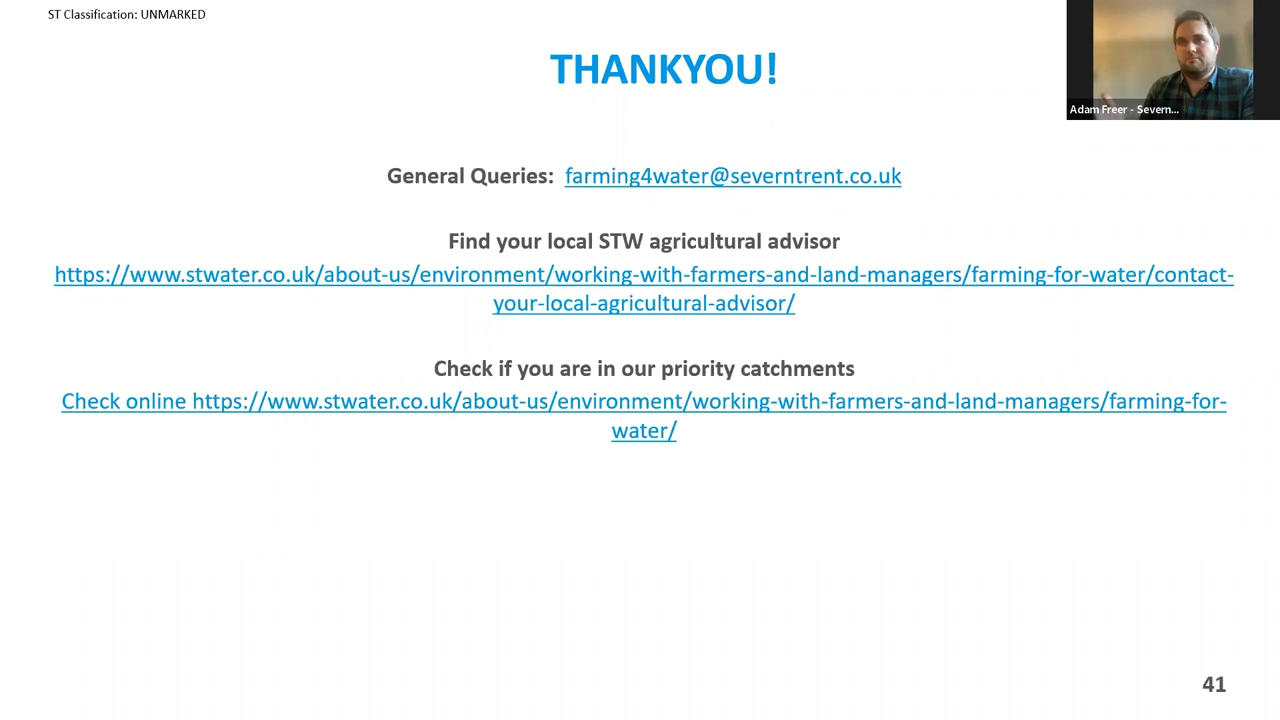 ST Classification: UNMARKED
THANKYOU!
Adam Freer - Severn...
General Queries: farming4water@severntrent.co.uk
Find your local STW agricultural advisor
https://www.stwater.co.uk/about-us/environment/working-with-farmers-and-land-managers/farming-for-water/contact-
your-local-agricultural-advisor/
Check if you are in our priority catchments
Check online https://www.stwater.co.uk/about-us/environment/working-with-farmers-and-land-managers/farming-for-
water/
41